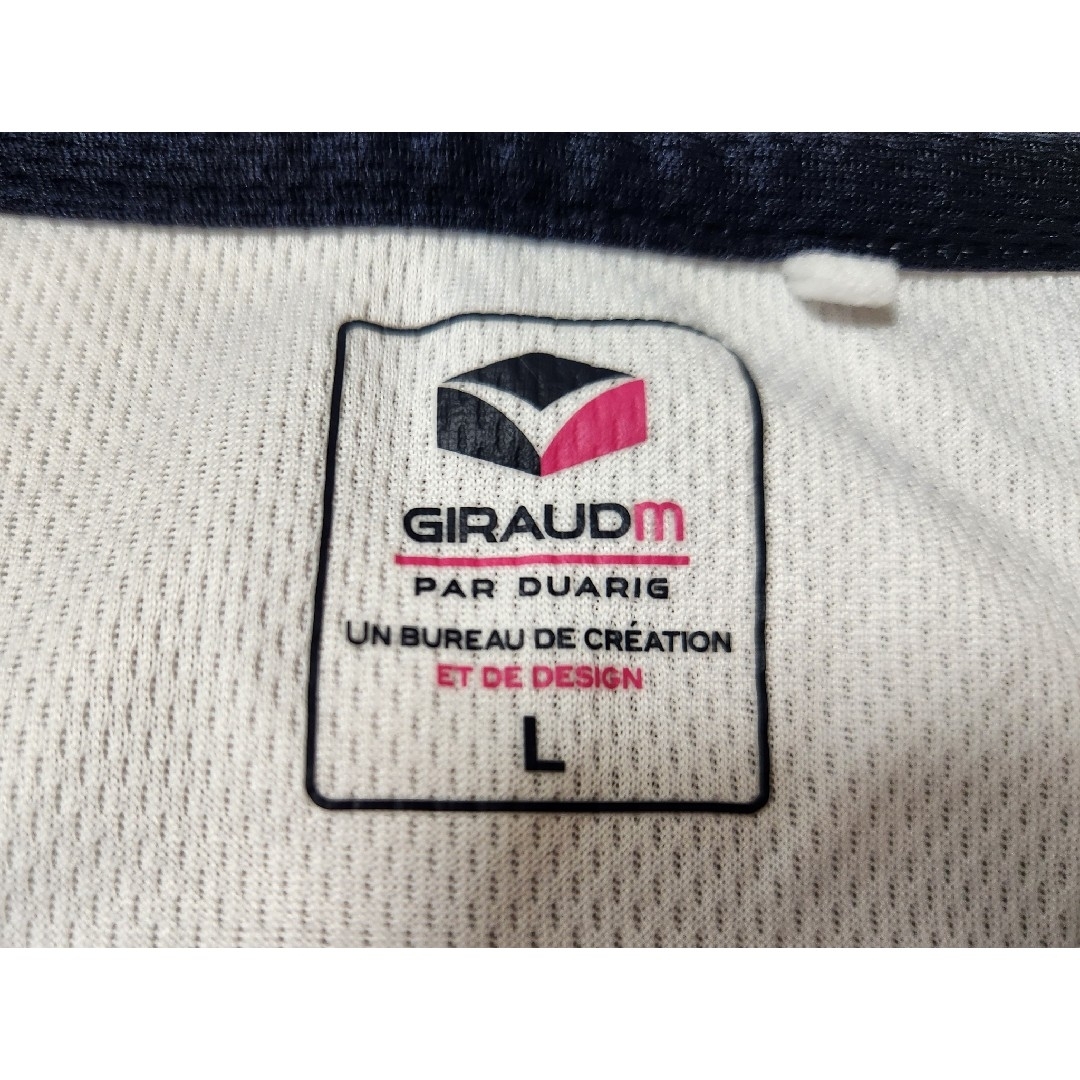 GIRAUDm
PAR DUARIG
UN BUREAU DE CRÉATION
ET DE DESIGN
L